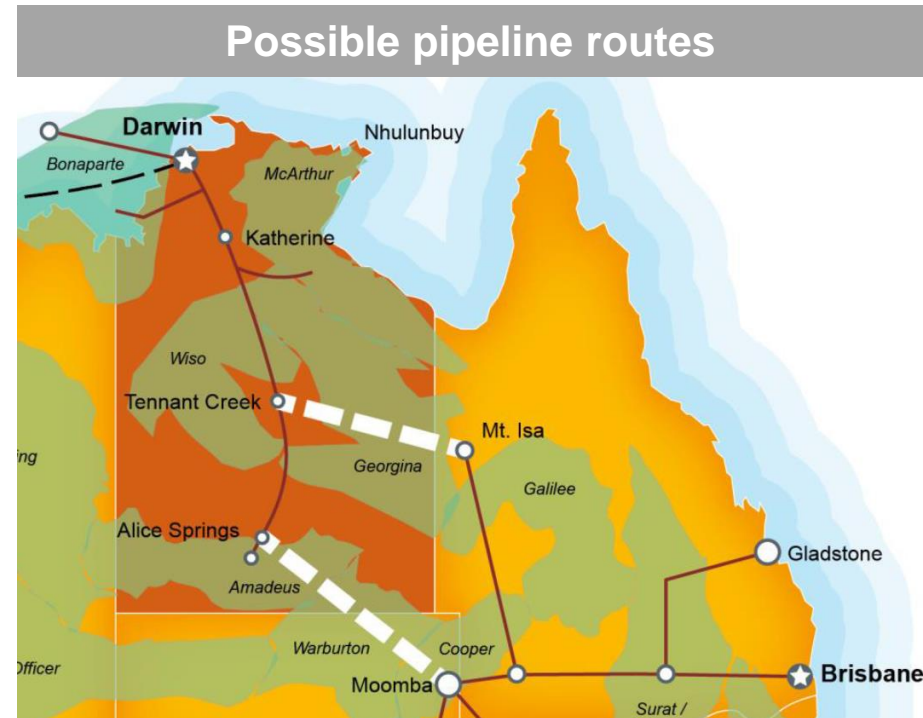 Possible pipeline routes
Darwin
Nhulunbuy
Bonaparte
McArthur
Katherine
Wiso
Tennant Creek
Mt. Isa
ing
Georgina
Galilee
Alice Springs
Gladstone
Amadeus
Warburton
Cooper
Officer
Moomba
Brisbane
Surat /